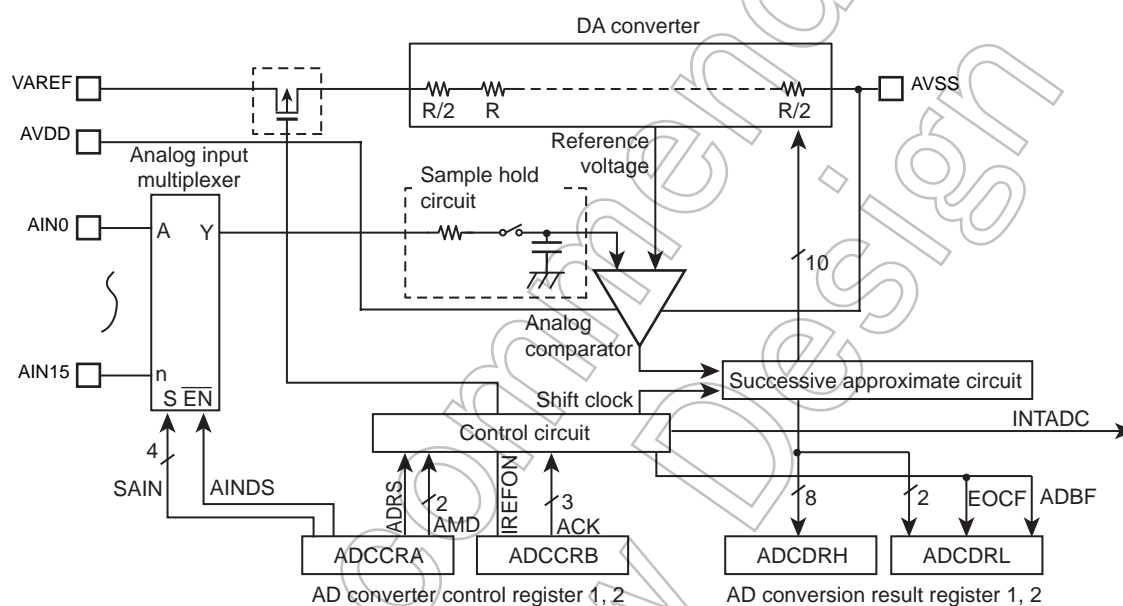 DA converter
VAREF
AVSS
R/2
R
R/2
AVDD
Reference
voltage
Analog input
multiplexer
Sample hold
circuit
AIN0
A
Y
10
Analog
comparator
AIN15
n
S
EN
Successive approximate circuit
Shift clock
INTADC
Control circuit
4
SAIN
AINDS
ADRS
2
AMD
IREFON
3
ACK
8
2
EOCF
ADBF
ADCCRA
ADCCRB
ADCDRH
ADCDRL
AD converter control register 1, 2
AD conversion result register 1, 2